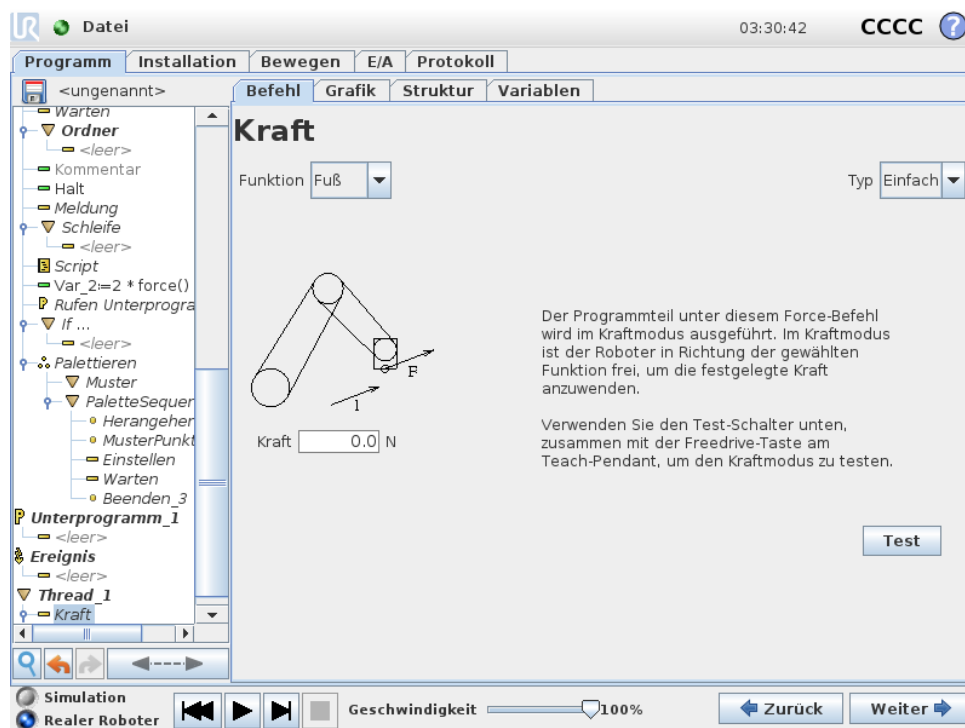 UR Datei 03:30:42 CCCC ?
Programm Installation Bewegen E/A Protokoll
<ungenannt> Befehl Grafik Struktur Variablen
Warten
Ordner
<leer>
Kommentar
Halt
Meldung
Schleife
<leer>
Script
Var_2:=2 * force()
P Rufen Unterprogra
If ...
<leer>
Palettieren
Muster
PaletteSequer
Herangeher
MusterPunkt
Einstellen
Warten
Beenden_3
P Unterprogramm_1
<leer>
Ereignis
<leer>
Thread_1
Kraft
Kraft
Funktion Fuß Typ Einfach
F
1
Kraft 0.0 N
Der Programmteil unter diesem Force-Befehl
wird im Kraftmodus ausgeführt. Im Kraftmodus
ist der Roboter in Richtung der gewählten
Funktion frei, um die festgelegte Kraft
anzuwenden.
Verwenden Sie den Test-Schalter unten,
zusammen mit der Freedrive-Taste am
Teach-Pendant, um den Kraftmodus zu testen.
Test
Simulation
Realer Roboter
Geschwindigkeit 100% Zurück Weiter